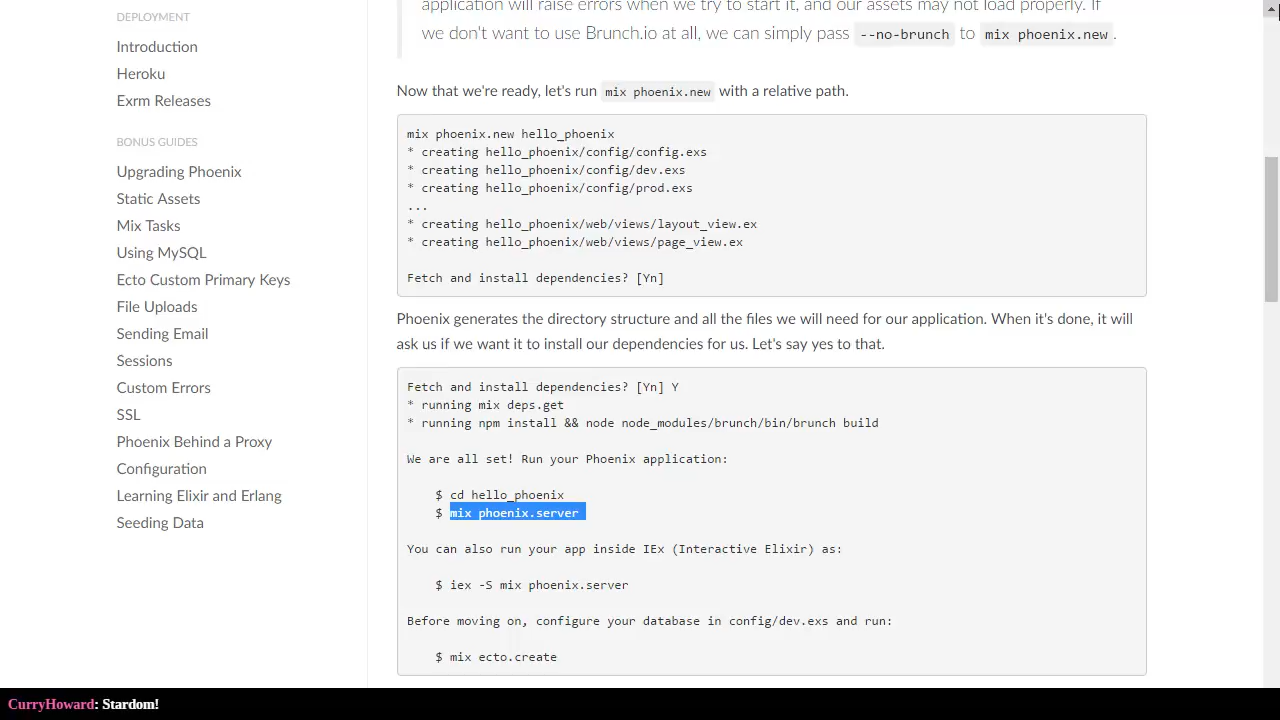 DEPLOYMENT
Introduction
Heroku
Exrm Releases
BONUS GUIDES
Upgrading Phoenix
Static Assets
Mix Tasks
Using MySQL
Ecto Custom Primary Keys
File Uploads
Sending Email
Sessions
Custom Errors
SSL
Phoenix Behind a Proxy
Configuration
Learning Elixir and Erlang
Seeding Data
application will raise errors when we try to start it, and our assets may not load properly. If
we don't want to use Brunch.io at all, we can simply pass --no-brunch to mix phoenix.new.
Now that we're ready, let's run mix phoenix.new with a relative path.
mix phoenix.new hello_phoenix
* creating hello_phoenix/config/config.exs
* creating hello_phoenix/config/dev.exs
* creating hello_phoenix/config/prod.exs
...
* creating hello_phoenix/web/views/layout_view.ex
* creating hello_phoenix/web/views/page_view.ex
Fetch and install dependencies? [Yn]
Phoenix generates the directory structure and all the files we will need for our application. When it's done, it will
ask us if we want it to install our dependencies for us. Let's say yes to that.
Fetch and install dependencies? [Yn] Y
* running mix deps.get
* running npm install && node node_modules/brunch/bin/brunch build
We are all set! Run your Phoenix application:
$ cd hello_phoenix
$ mix phoenix.server
You can also run your app inside IEx (Interactive Elixir) as:
$ iex -S mix phoenix.server
Before moving on, configure your database in config/dev.exs and run:
$ mix ecto.create
CurryHoward: Stardom!